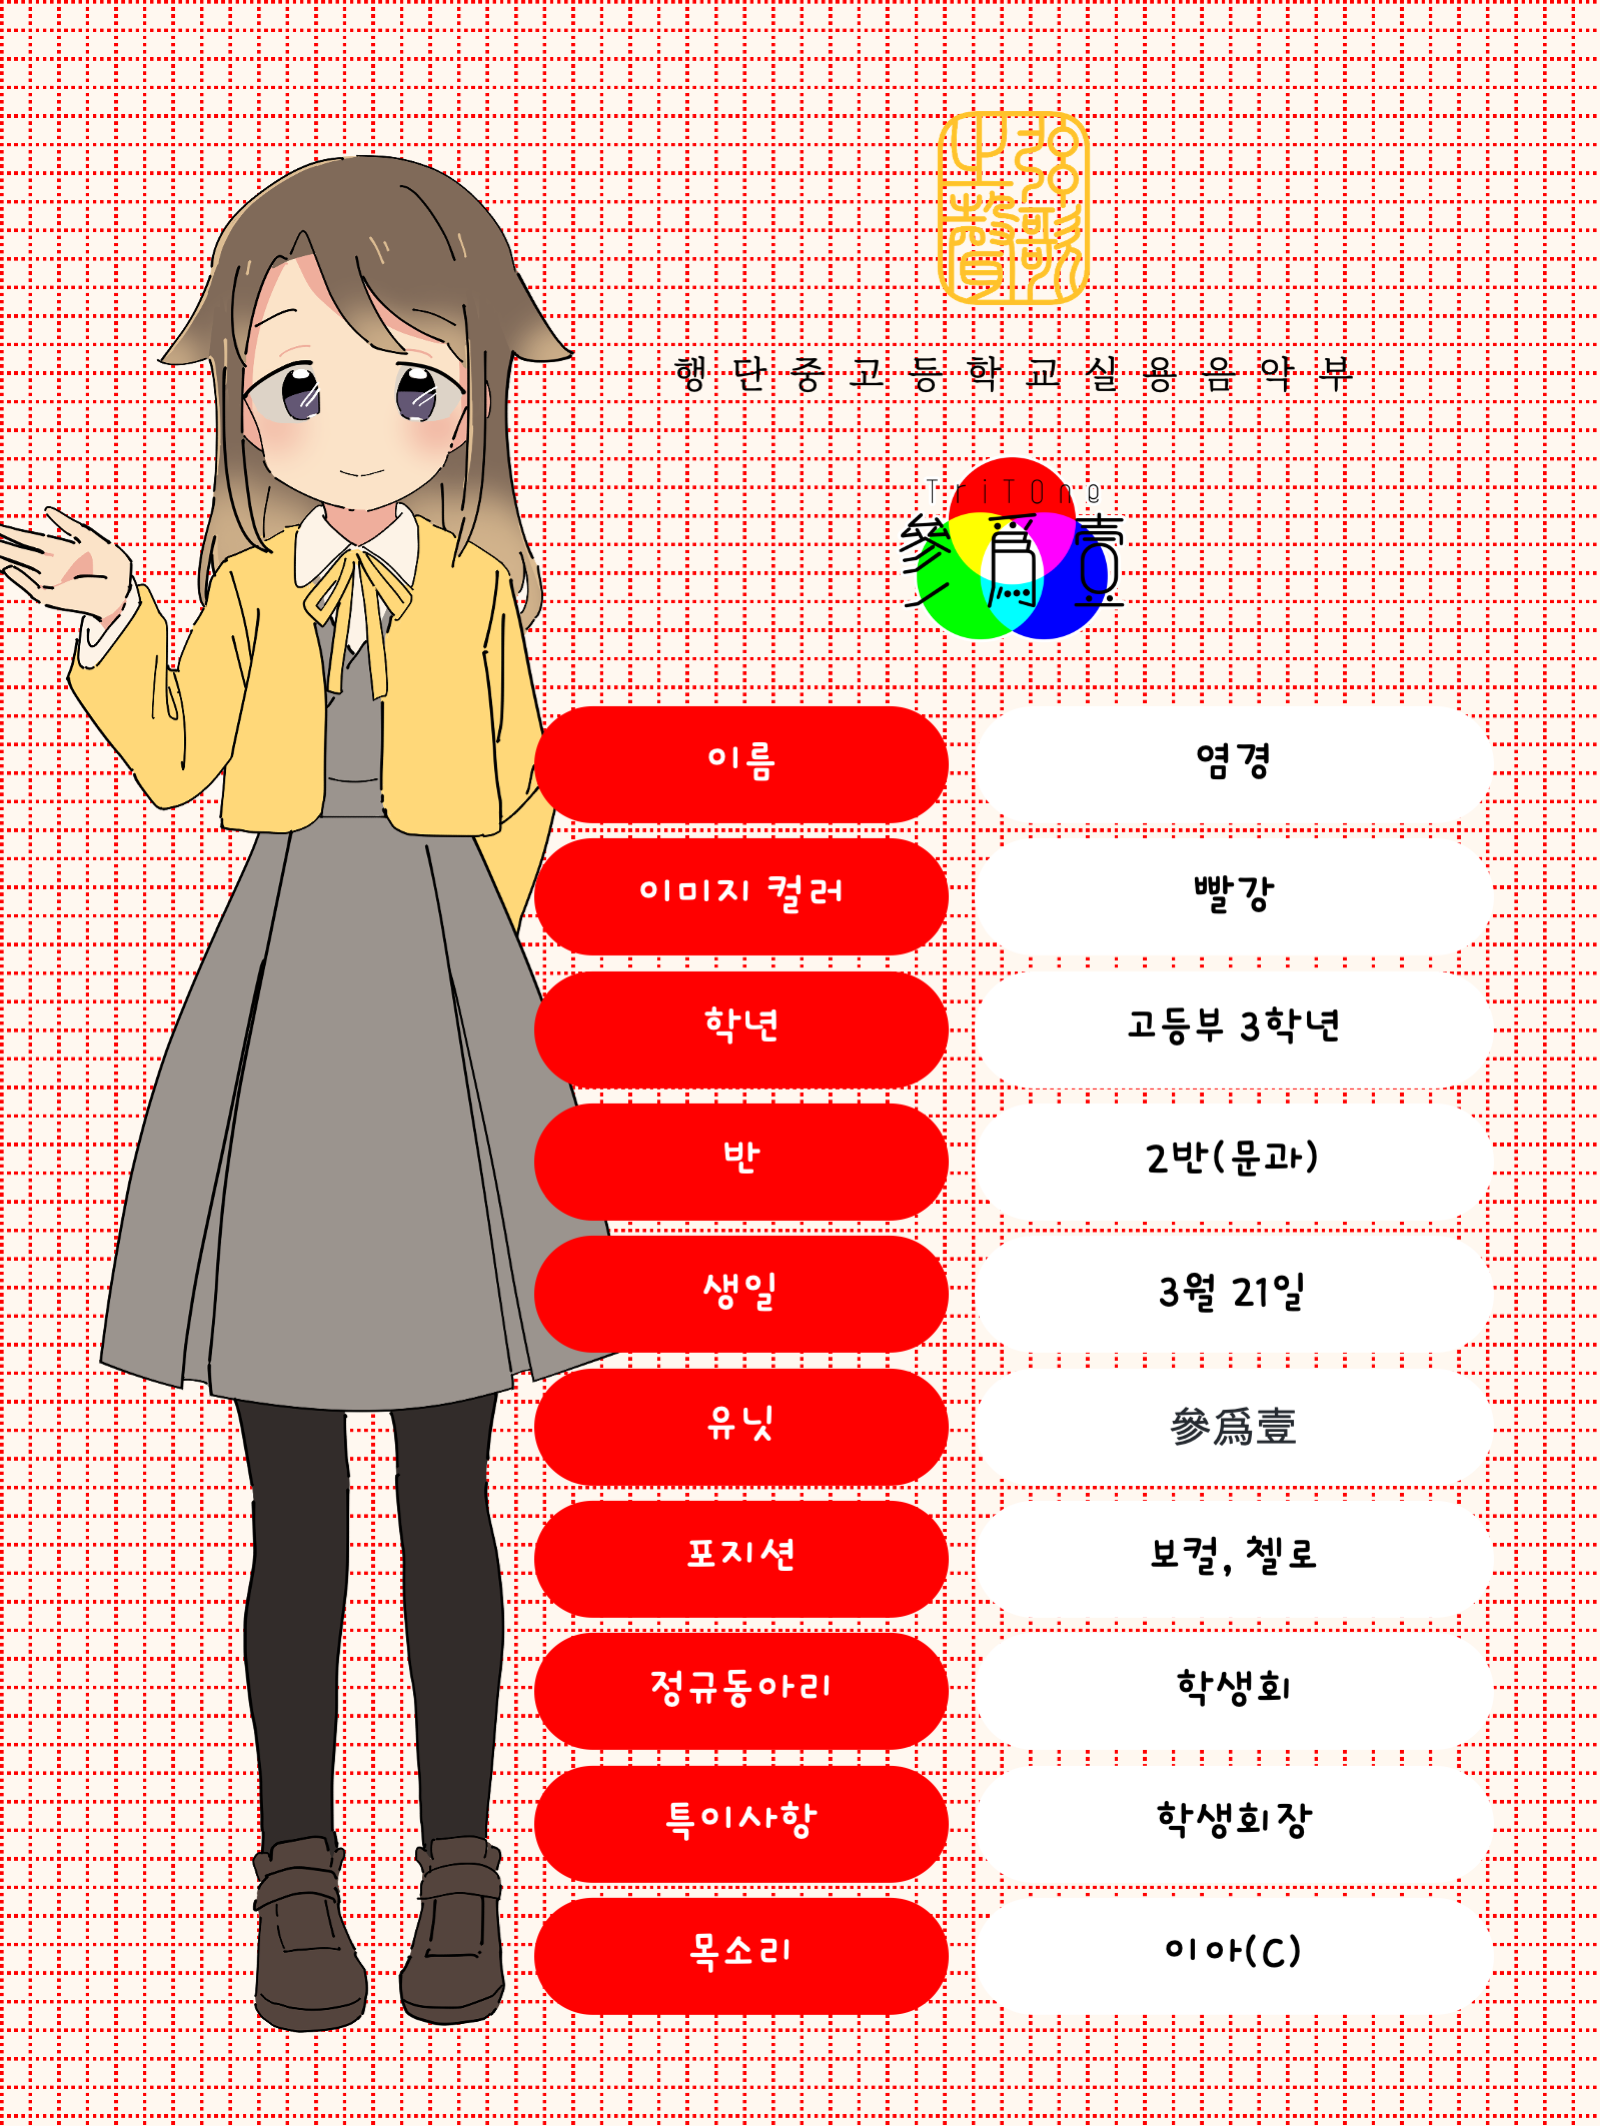 絃歌之聲
행단중고등학교실용음악부
TriTOne
參爲壹
이름 염경
이미지 컬러 빨강
학년 고등부 3학년
반 2반(문과)
생일 3월 21일
유닛 參爲壹
포지션 보컬, 첼로
정규동아리 학생회
특이사항 학생회장
목소리 이아(C)